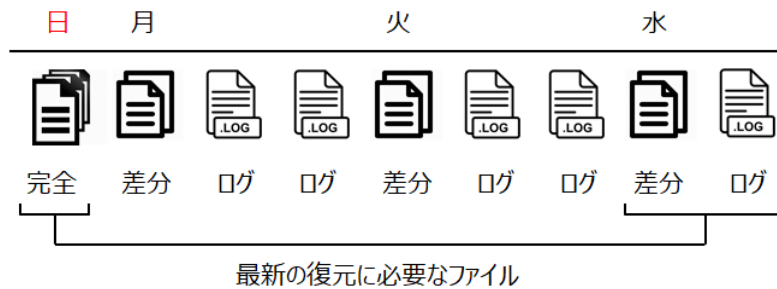 日 月 火 水
.LOG .LOG .LOG .LOG .LOG
完全 差分 ログ ログ 差分 ログ ログ 差分 ログ
最新の復元に必要なファイル